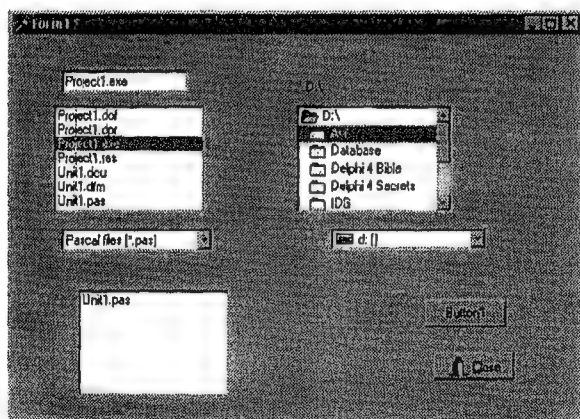 Form1
Project1.exe
D:\
Project1.dof
Project1.dpr
Project1.exe
Project1.res
Unit1.dcu
Unit1.dfm
Unit1.pas
D:\
Database
Delphi 4 Bible
Delphi 4 Secrets
IDG
Pascal files (*.pas)
d: []
Unit1.pas
Button1
Close